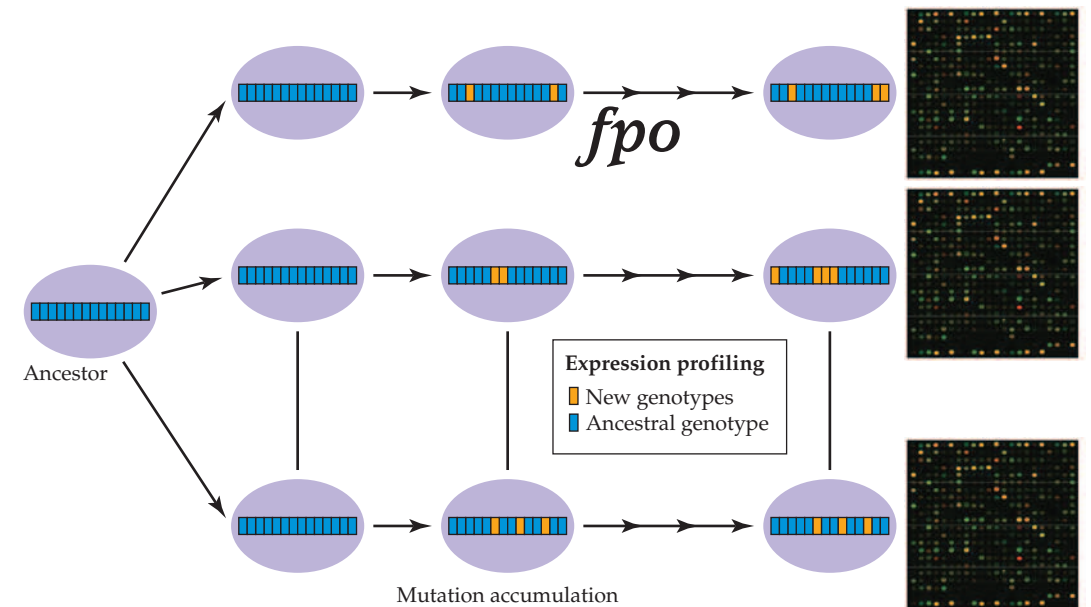 fpo
Ancestor
Expression profiling
New genotypes
Ancestral genotype
Mutation accumulation